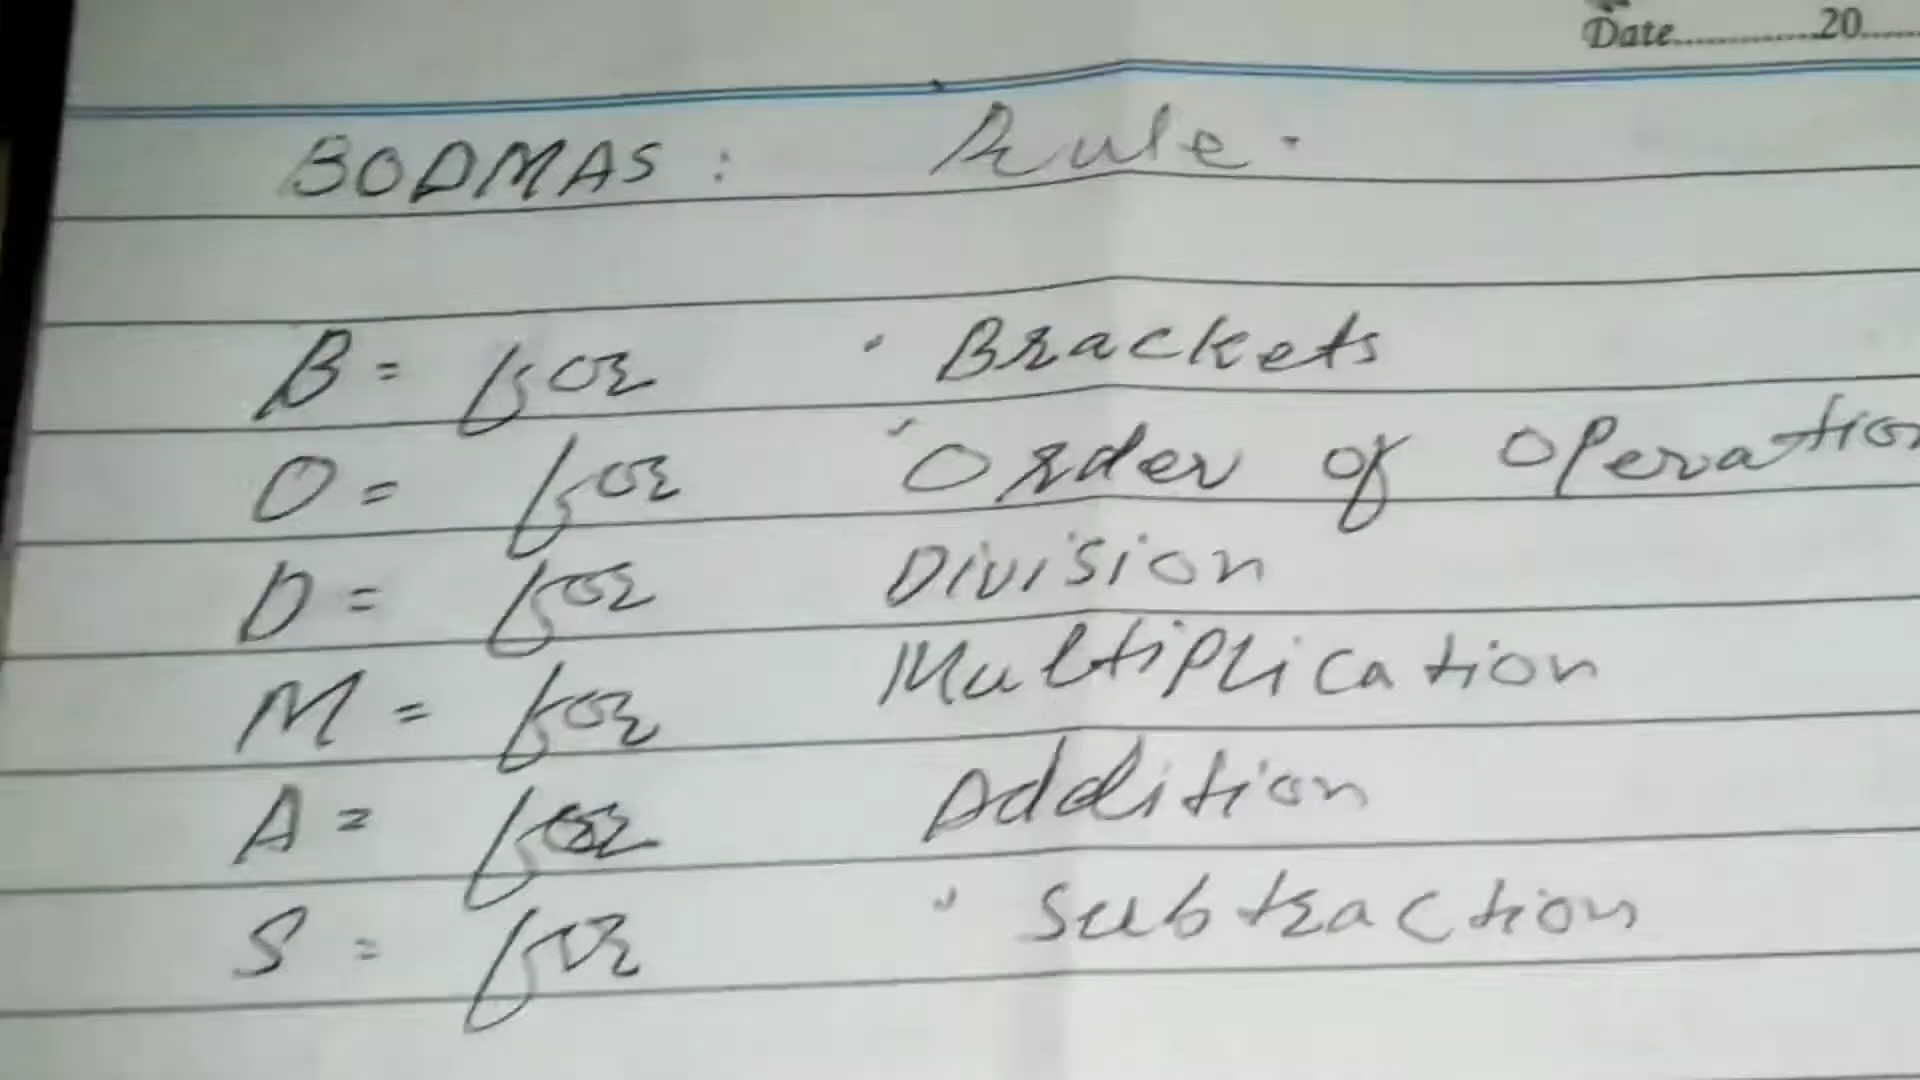 Date..............20......
BODMAS : Rule.
B = for Brackets
O = for Order of Operation
D = for Division
M = for Multiplication
A = for Addition
S = for Subtraction